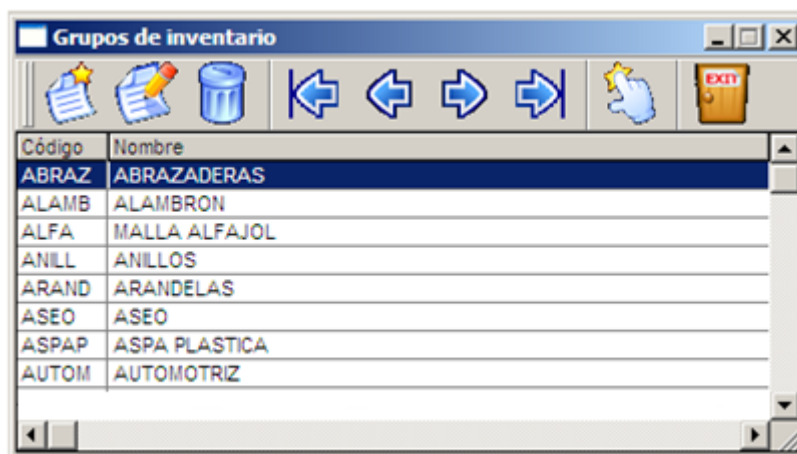 Grupos de inventario
EXIT
Código Nombre
ABRAZ ABRAZADERAS
ALAMB ALAMBRON
ALFA MALLA ALFAJOL
ANILL ANILLOS
ARAND ARANDELAS
ASEO ASEO
ASPAP ASPA PLASTICA
AUTOM AUTOMOTRIZ